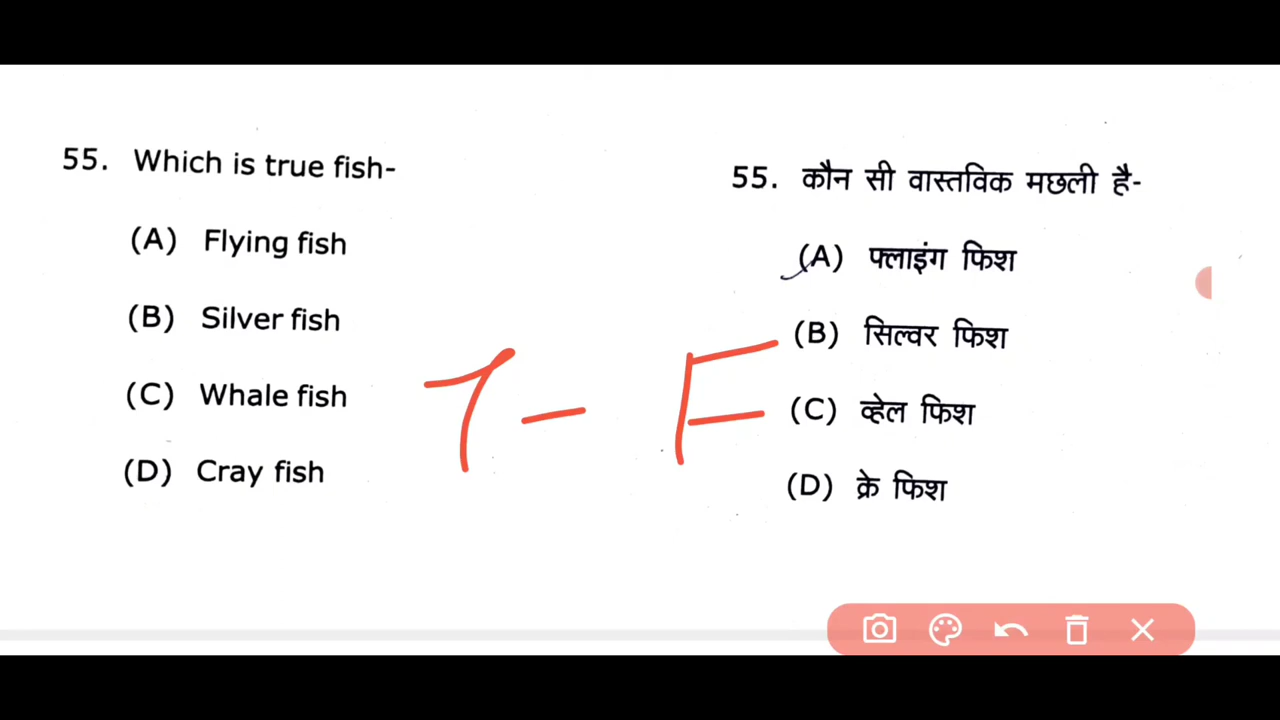 55. Which is true fish-
(A) Flying fish
(B) Silver fish
(C) Whale fish
(D) Cray fish
T - F
55. कौन सी वास्तविक मछली है-
(A) फ्लाइंग फिश
(B) सिल्वर फिश
(C) व्हेल फिश
(D) क्रे फिश